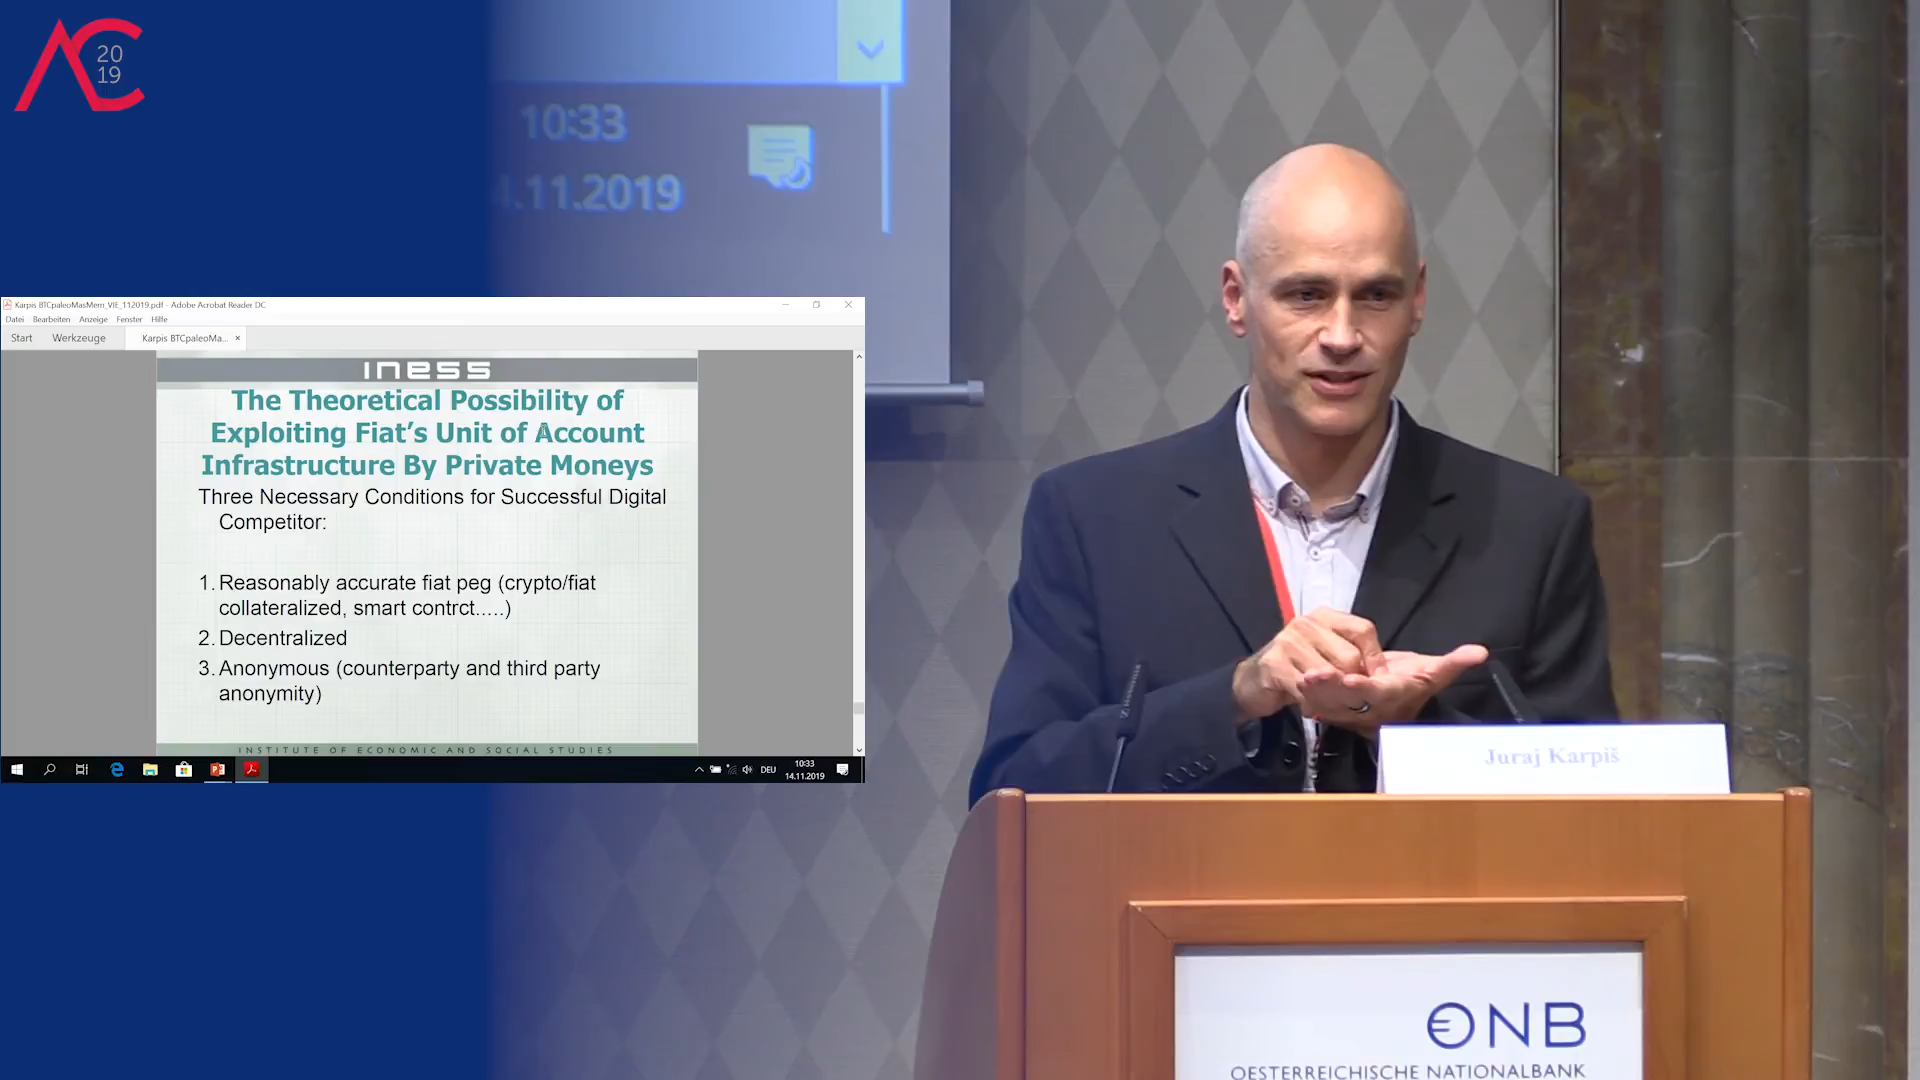 AC
20
19
10:33
.11.2019
Karpis BTCpaleoMasMem_VIE_112019.pdf - Adobe Acrobat Reader DC
Datei Bearbeiten Anzeige Fenster Hilfe
Start Werkzeuge Karpis BTCpaleoMa... ×
INESS
The Theoretical Possibility of
Exploiting Fiat’s Unit of Account
Infrastructure By Private Moneys
Three Necessary Conditions for Successful Digital
Competitor:
1. Reasonably accurate fiat peg (crypto/fiat
collateralized, smart contrct.....)
2. Decentralized
3. Anonymous (counterparty and third party
anonymity)
INSTITUTE OF ECONOMIC AND SOCIAL STUDIES
DEU
10:33
14.11.2019
Juraj Karpiš
ONB
OESTERREICHISCHE NATIONALBANK